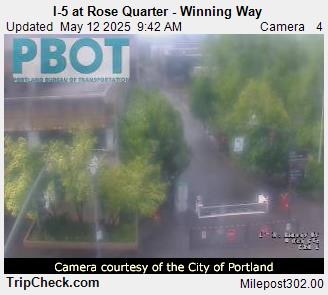 I-5 at Rose Quarter - Winning Way
Updated May 12 2025 9:42 AM Camera 4
PBOT
PORTLAND BUREAU OF TRANSPORTATION
Camera courtesy of the City of Portland
TripCheck.com Milepost302.00